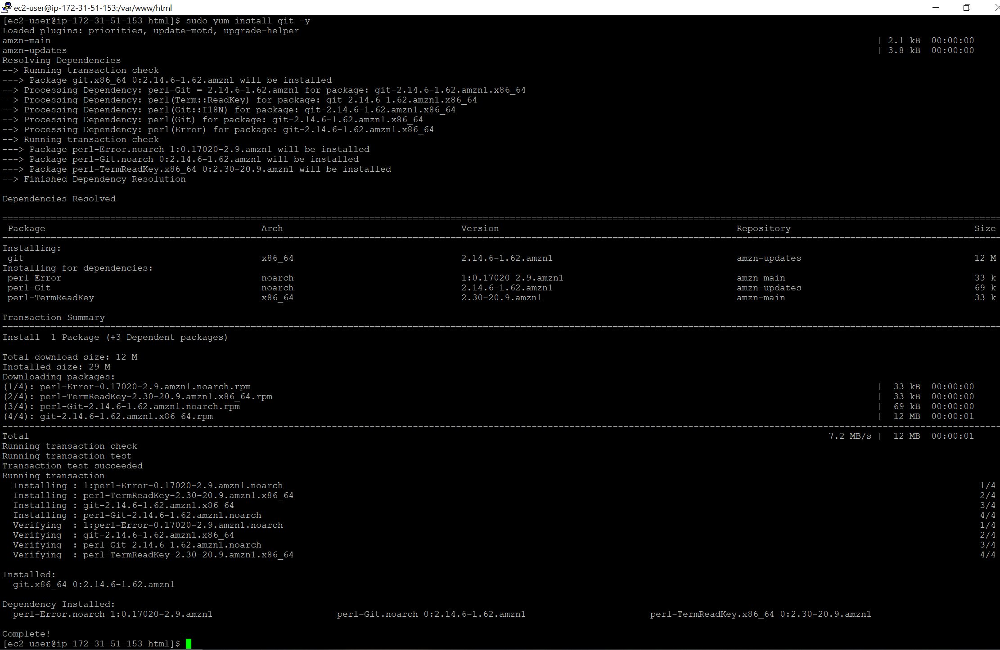 ec2-user@ip-172-31-51-153:/var/www/html
[ec2-user@ip-172-31-51-153 html]$ sudo yum install git -y
Loaded plugins: priorities, update-motd, upgrade-helper
amzn-main | 2.1 kB 00:00:00
amzn-updates | 3.8 kB 00:00:00
Resolving Dependencies
--> Running transaction check
---> Package git.x86_64 0:2.14.6-1.62.amzn1 will be installed
--> Processing Dependency: perl-Git = 2.14.6-1.62.amzn1 for package: git-2.14.6-1.62.amzn1.x86_64
--> Processing Dependency: perl(Term::ReadKey) for package: git-2.14.6-1.62.amzn1.x86_64
--> Processing Dependency: perl(Git::I18N) for package: git-2.14.6-1.62.amzn1.x86_64
--> Processing Dependency: perl(Git) for package: git-2.14.6-1.62.amzn1.x86_64
--> Processing Dependency: perl(Error) for package: git-2.14.6-1.62.amzn1.x86_64
--> Running transaction check
---> Package perl-Error.noarch 1:0.17020-2.9.amzn1 will be installed
---> Package perl-Git.noarch 0:2.14.6-1.62.amzn1 will be installed
---> Package perl-TermReadKey.x86_64 0:2.30-20.9.amzn1 will be installed
--> Finished Dependency Resolution
Dependencies Resolved
Package Arch Version Repository Size
Installing:
git x86_64 2.14.6-1.62.amzn1 amzn-updates 12 M
Installing for dependencies:
perl-Error noarch 1:0.17020-2.9.amzn1 amzn-main 33 k
perl-Git noarch 2.14.6-1.62.amzn1 amzn-updates 69 k
perl-TermReadKey x86_64 2.30-20.9.amzn1 amzn-main 33 k
Transaction Summary
Install 1 Package (+3 Dependent packages)
Total download size: 12 M
Installed size: 29 M
Downloading packages:
(1/4): perl-Error-0.17020-2.9.amzn1.noarch.rpm | 33 kB 00:00:00
(2/4): perl-TermReadKey-2.30-20.9.amzn1.x86_64.rpm | 33 kB 00:00:00
(3/4): perl-Git-2.14.6-1.62.amzn1.noarch.rpm | 69 kB 00:00:00
(4/4): git-2.14.6-1.62.amzn1.x86_64.rpm | 12 MB 00:00:01
Total 7.2 MB/s | 12 MB 00:00:01
Running transaction check
Running transaction test
Transaction test succeeded
Running transaction
Installing : 1:perl-Error-0.17020-2.9.amzn1.noarch 1/4
Installing : perl-TermReadKey-2.30-20.9.amzn1.x86_64 2/4
Installing : git-2.14.6-1.62.amzn1.x86_64 3/4
Installing : perl-Git-2.14.6-1.62.amzn1.noarch 4/4
Verifying : 1:perl-Error-0.17020-2.9.amzn1.noarch 1/4
Verifying : git-2.14.6-1.62.amzn1.x86_64 2/4
Verifying : perl-Git-2.14.6-1.62.amzn1.noarch 3/4
Verifying : perl-TermReadKey-2.30-20.9.amzn1.x86_64 4/4
Installed:
git.x86_64 0:2.14.6-1.62.amzn1
Dependency Installed:
perl-Error.noarch 1:0.17020-2.9.amzn1 perl-Git.noarch 0:2.14.6-1.62.amzn1 perl-TermReadKey.x86_64 0:2.30-20.9.amzn1
Complete!
[ec2-user@ip-172-31-51-153 html]$